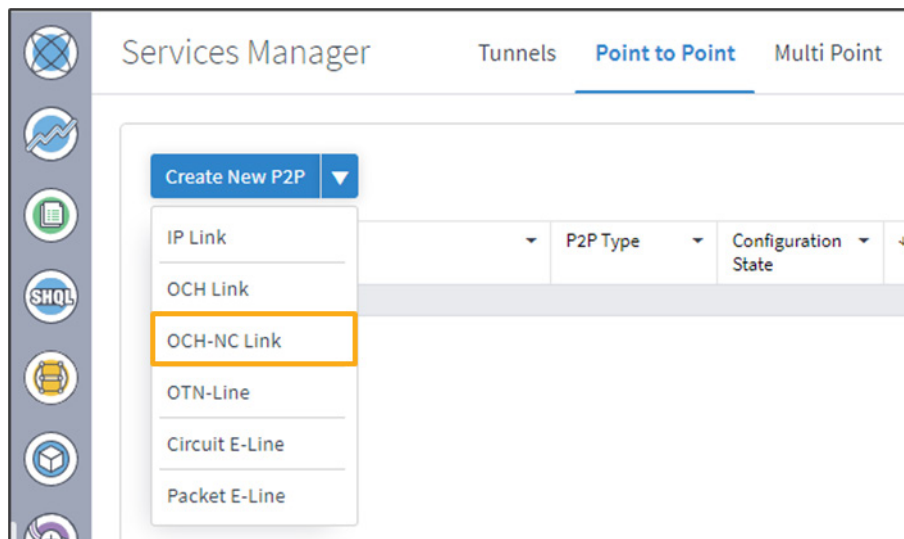 Services Manager
Tunnels
Point to Point
Multi Point
Create New P2P
IP Link
P2P Type
Configuration
State
OCH Link
SHQL
OCH-NC Link
OTN-Line
Circuit E-Line
Packet E-Line